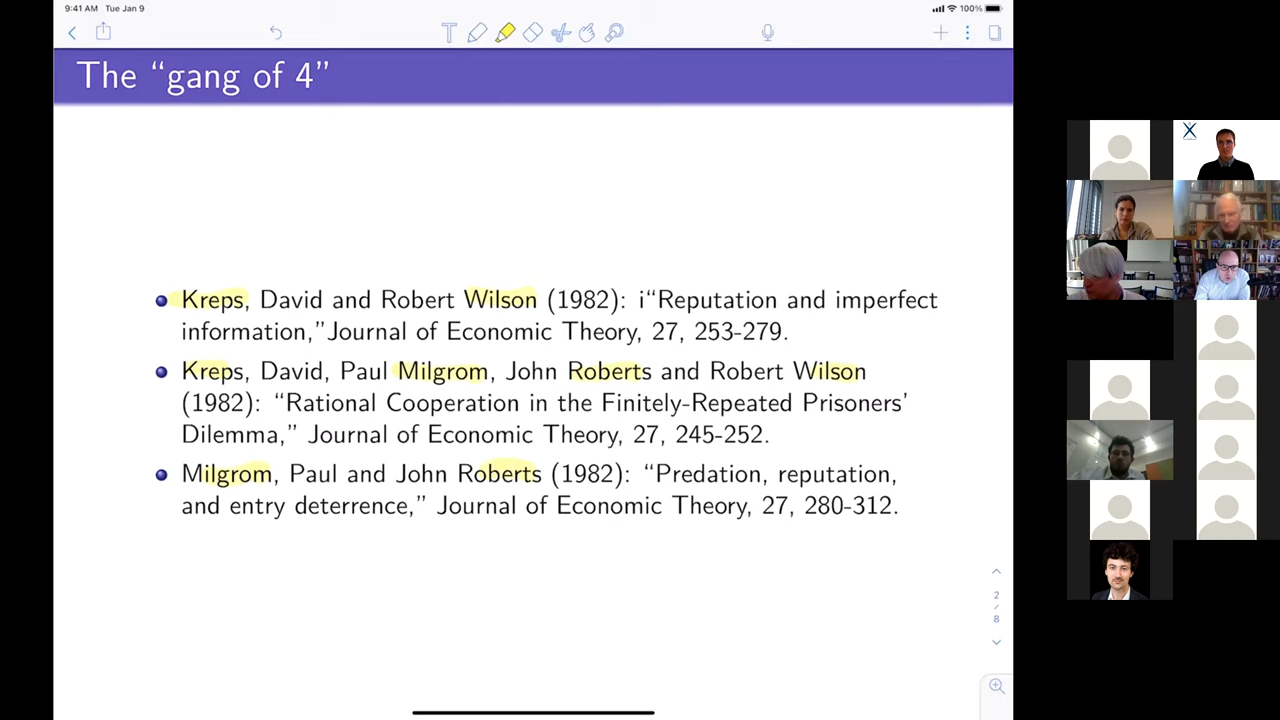 9:41 AM Tue Jan 9
100%
The “gang of 4”
Kreps, David and Robert Wilson (1982): i“Reputation and imperfect
information,”Journal of Economic Theory, 27, 253-279.
Kreps, David, Paul Milgrom, John Roberts and Robert Wilson
(1982): “Rational Cooperation in the Finitely-Repeated Prisoners’
Dilemma,” Journal of Economic Theory, 27, 245-252.
Milgrom, Paul and John Roberts (1982): “Predation, reputation,
and entry deterrence,” Journal of Economic Theory, 27, 280-312.
2
/
8